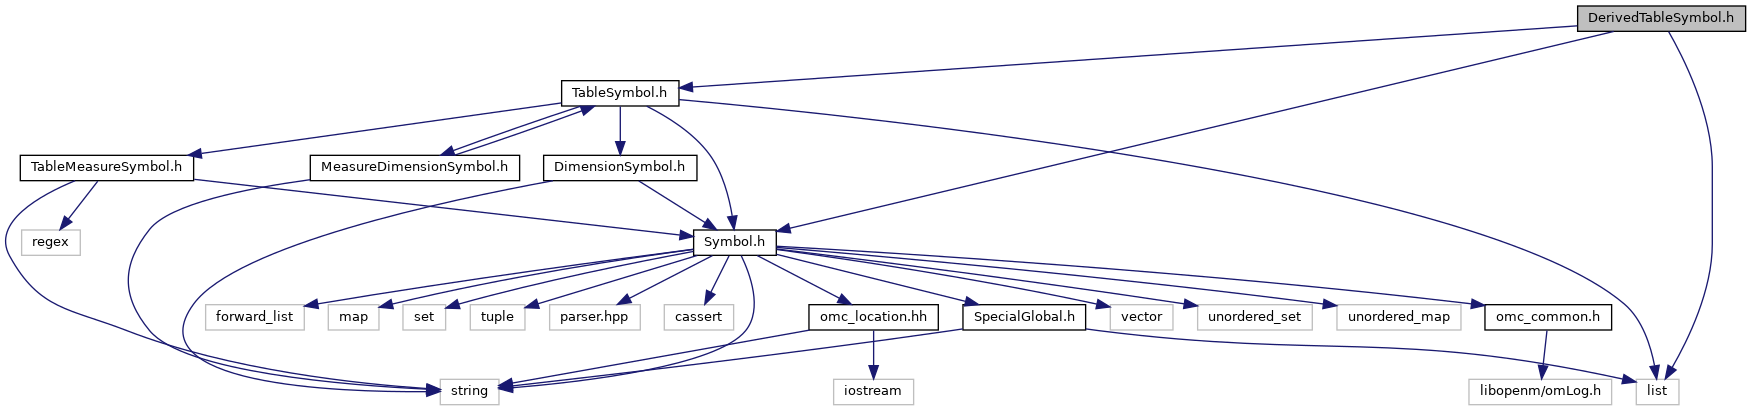 DerivedTableSymbol.h
TableSymbol.h
TableMeasureSymbol.h
MeasureDimensionSymbol.h
DimensionSymbol.h
regex
Symbol.h
forward_list
map
set
tuple
parser.hpp
cassert
omc_location.hh
SpecialGlobal.h
vector
unordered_set
unordered_map
omc_common.h
string
iostream
libopenm/omLog.h
list